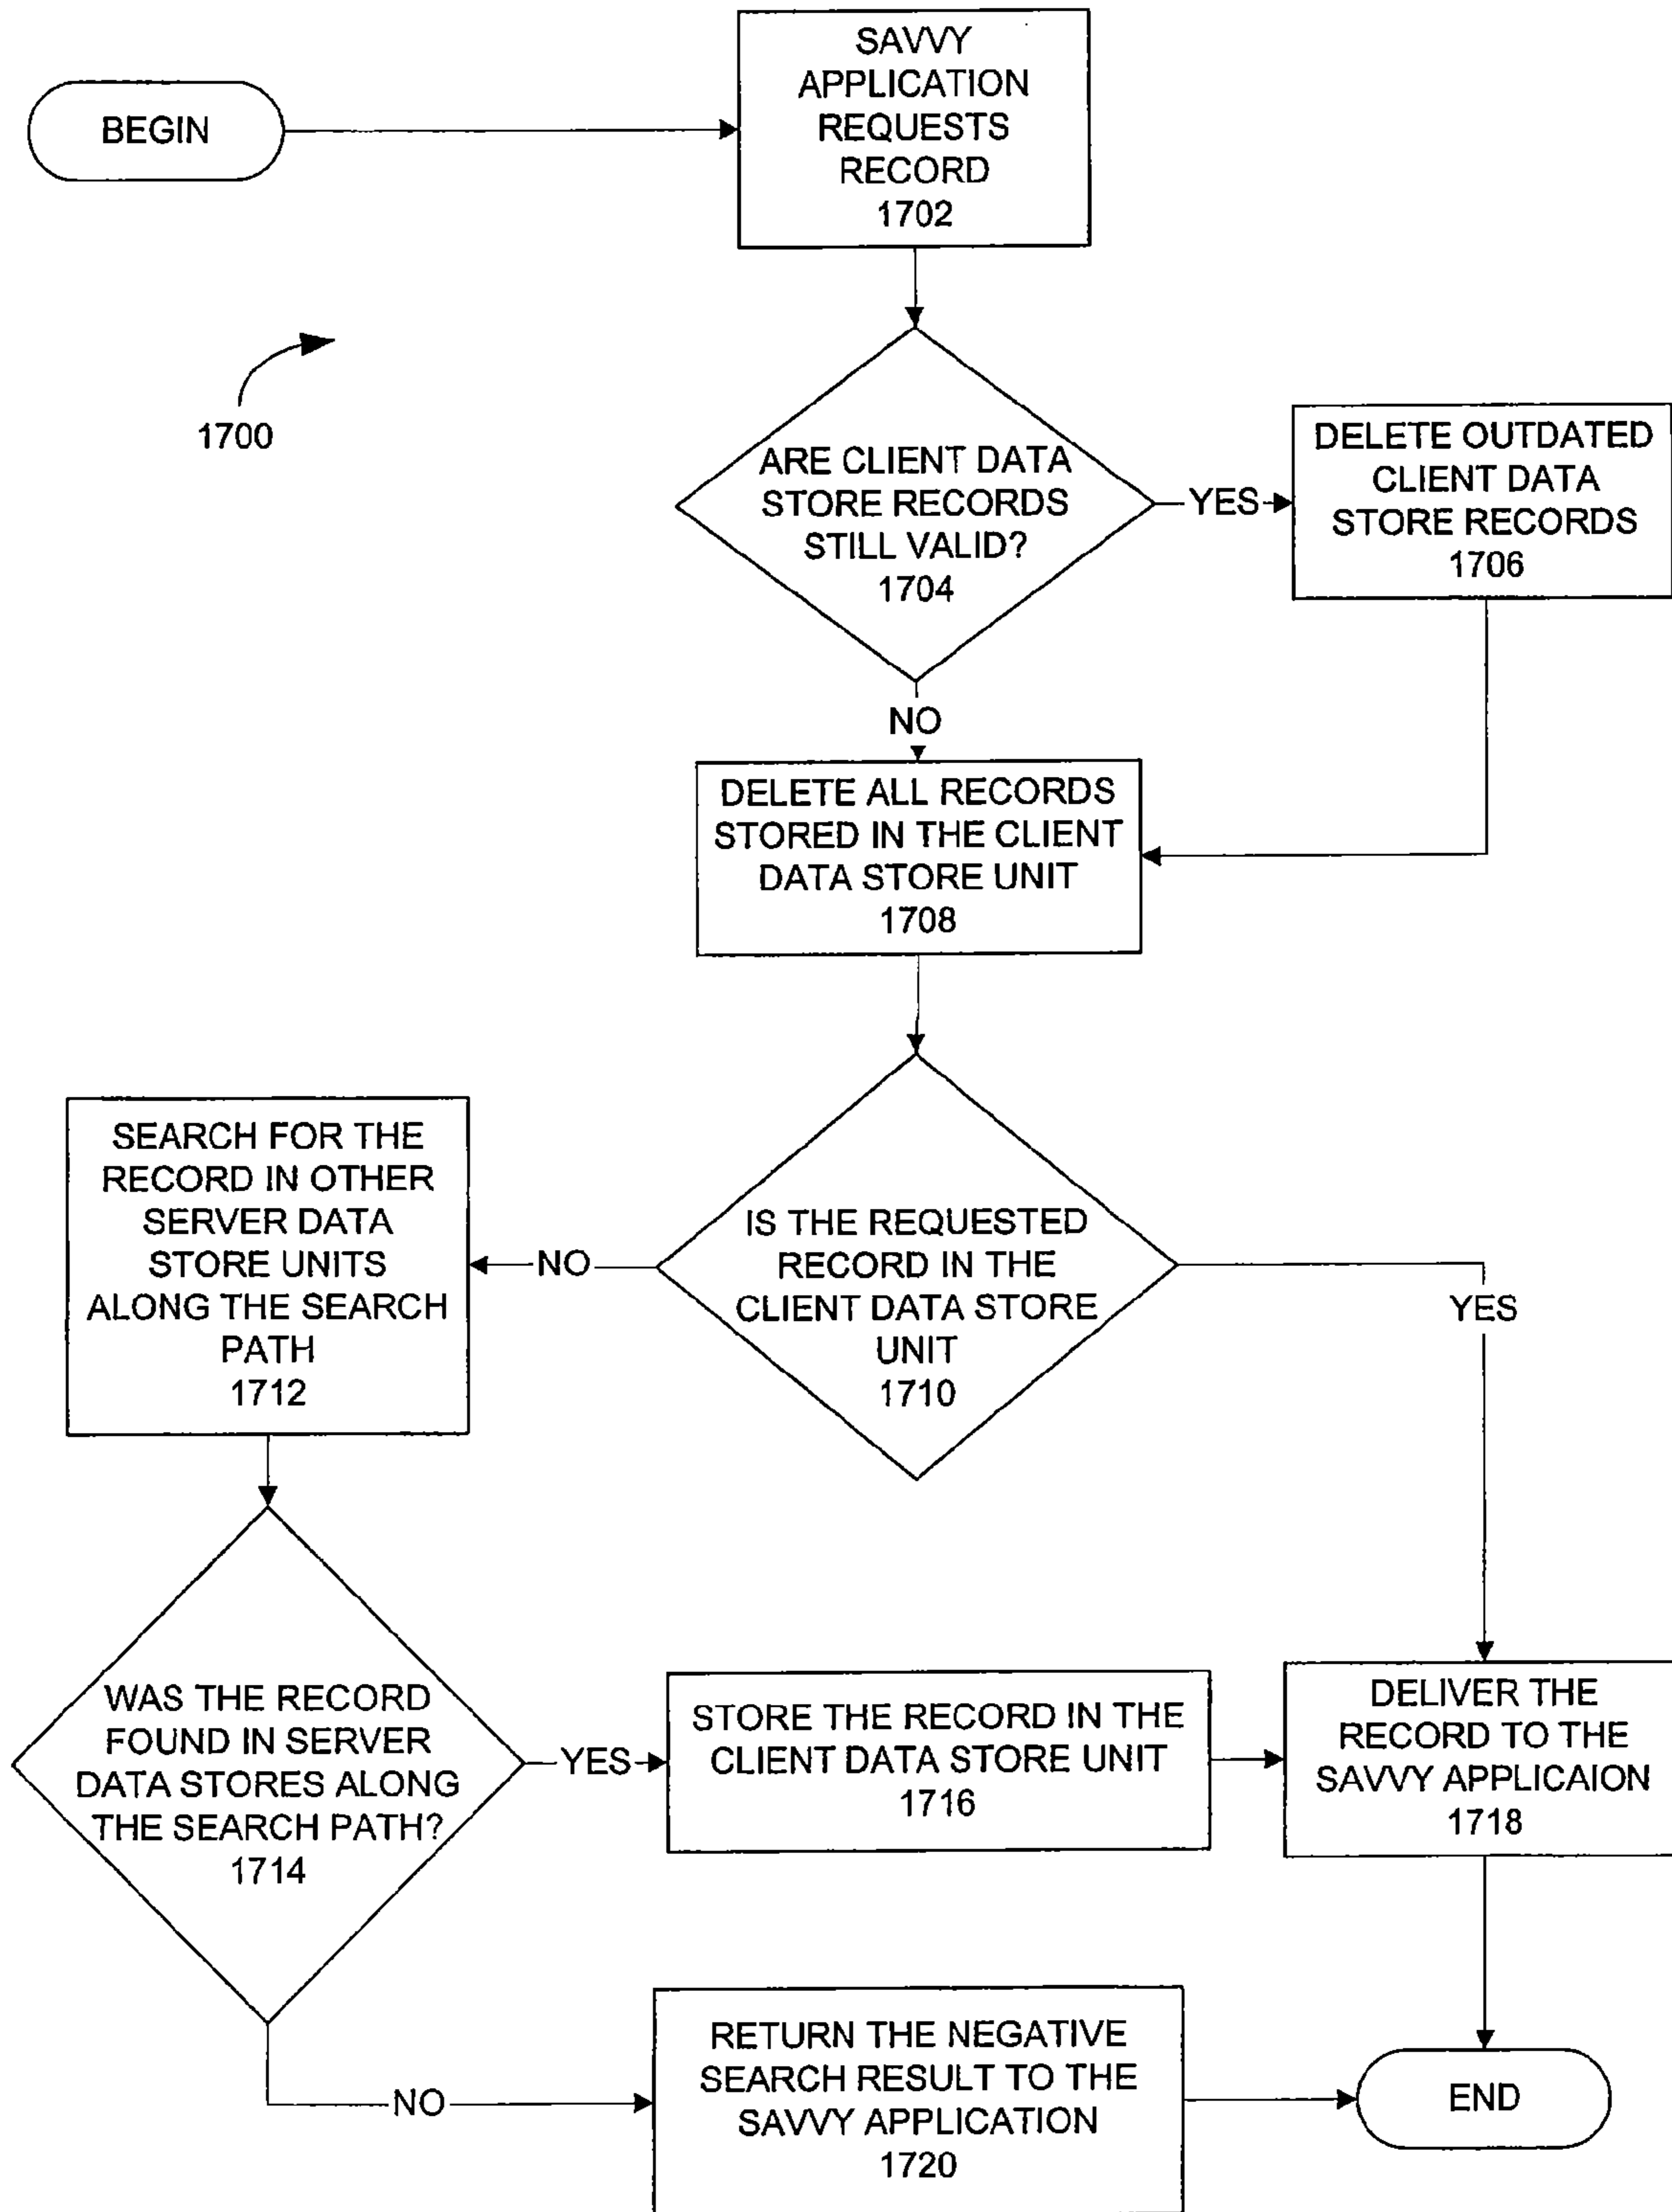 BEGIN
SAVVY
APPLICATION
REQUESTS
RECORD
1702
1700
ARE CLIENT DATA
STORE RECORDS
STILL VALID?
1704
YES
DELETE OUTDATED
CLIENT DATA
STORE RECORDS
1706
NO
DELETE ALL RECORDS
STORED IN THE CLIENT
DATA STORE UNIT
1708
IS THE REQUESTED
RECORD IN THE
CLIENT DATA STORE
UNIT
1710
NO
SEARCH FOR THE
RECORD IN OTHER
SERVER DATA
STORE UNITS
ALONG THE SEARCH
PATH
1712
YES
WAS THE RECORD
FOUND IN SERVER
DATA STORES ALONG
THE SEARCH PATH?
1714
YES
STORE THE RECORD IN THE
CLIENT DATA STORE UNIT
1716
DELIVER THE
RECORD TO THE
SAVVY APPLICAION
1718
NO
RETURN THE NEGATIVE
SEARCH RESULT TO THE
SAVVY APPLICATION
1720
END